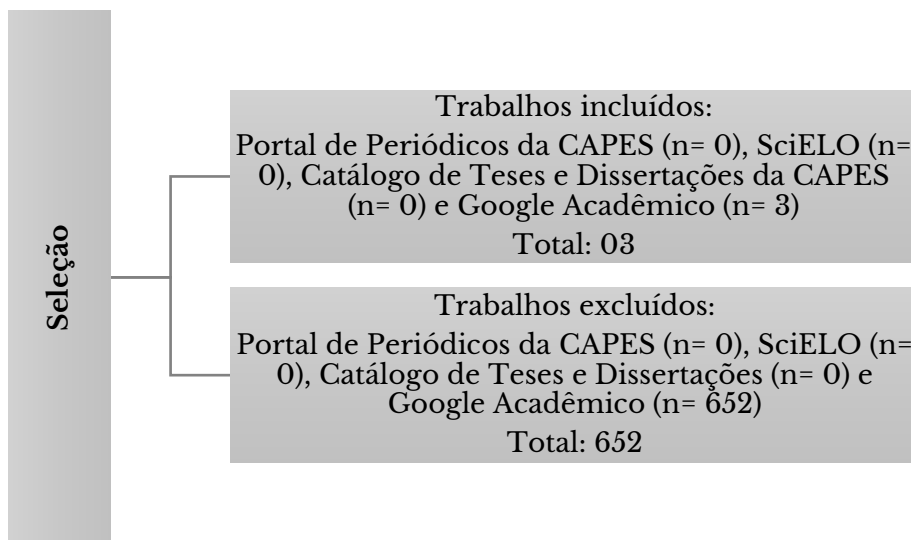 Seleção
Trabalhos incluídos:
Portal de Periódicos da CAPES (n= 0), SciELO (n=
0), Catálogo de Teses e Dissertações da CAPES
(n= 0) e Google Acadêmico (n= 3)
Total: 03
Trabalhos excluídos:
Portal de Periódicos da CAPES (n= 0), SciELO (n=
0), Catálogo de Teses e Dissertações (n= 0) e
Google Acadêmico (n= 652)
Total: 652